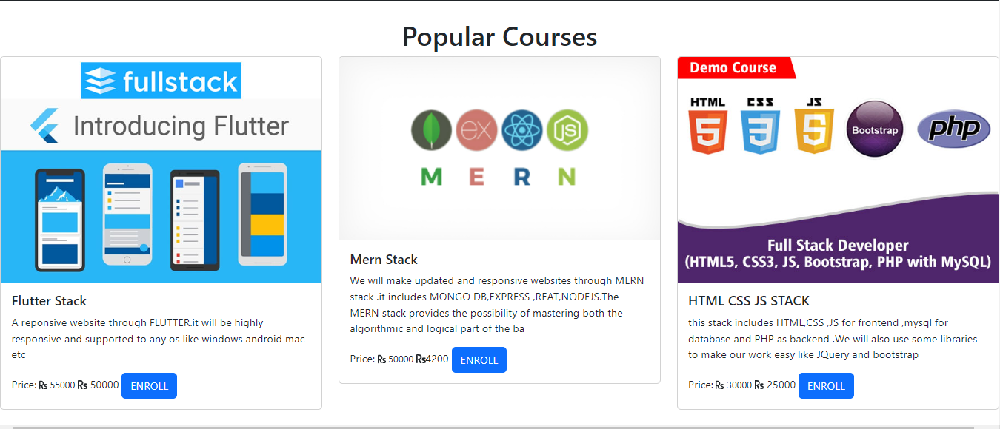 Popular Courses
fullstack
Introducing Flutter
Flutter Stack
A reponsive website through FLUTTER.it will be highly
responsive and supported to any os like windows android mac
etc
Price: ₨ 55000 ₨ 50000 ENROLL
ex
JS
M E R N
Mern Stack
We will make updated and responsive websites through MERN
stack .it includes MONGO DB,EXPRESS ,REAT,NODEJS.The
MERN stack provides the possibility of mastering both the
algorithmic and logical part of the ba
Price: ₨ 50000 ₨4200 ENROLL
Demo Course
HTML CSS JS
5 3 5 Bootstrap php
Full Stack Developer
(HTML5, CSS3, JS, Bootstrap, PHP with MySQL)
HTML CSS JS STACK
this stack includes HTML,CSS ,JS for frontend ,mysql for
database and PHP as backend .We will also use some libraries
to make our work easy like JQuery and bootstrap
Price: ₨ 30000 ₨ 25000 ENROLL